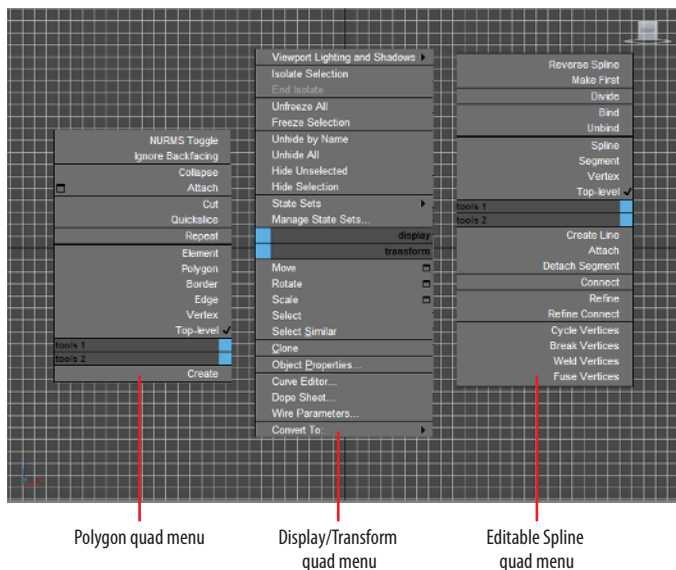 NURMS Toggle
Ignore Backfacing
Collapse
Attach
Cut
Quickslice
Repeat
Element
Polygon
Border
Edge
Vertex
Top-level
tools 1
tools 2
Create
Viewport Lighting and Shadows
Isolate Selection
End Isolate
Unfreeze All
Freeze Selection
Unhide by Name
Unhide All
Hide Unselected
Hide Selection
State Sets
Manage State Sets...
display
transform
Move
Rotate
Scale
Select
Select Similar
Clone
Object Properties...
Curve Editor...
Dope Sheet...
Wire Parameters...
Convert To:
Reverse Spline
Make First
Divide
Bind
Unbind
Spline
Segment
Vertex
Top-level
tools 1
tools 2
Create Line
Attach
Detach Segment
Connect
Refine
Refine Connect
Cycle Vertices
Break Vertices
Weld Vertices
Fuse Vertices
Polygon quad menu
Display/Transform
quad menu
Editable Spline
quad menu